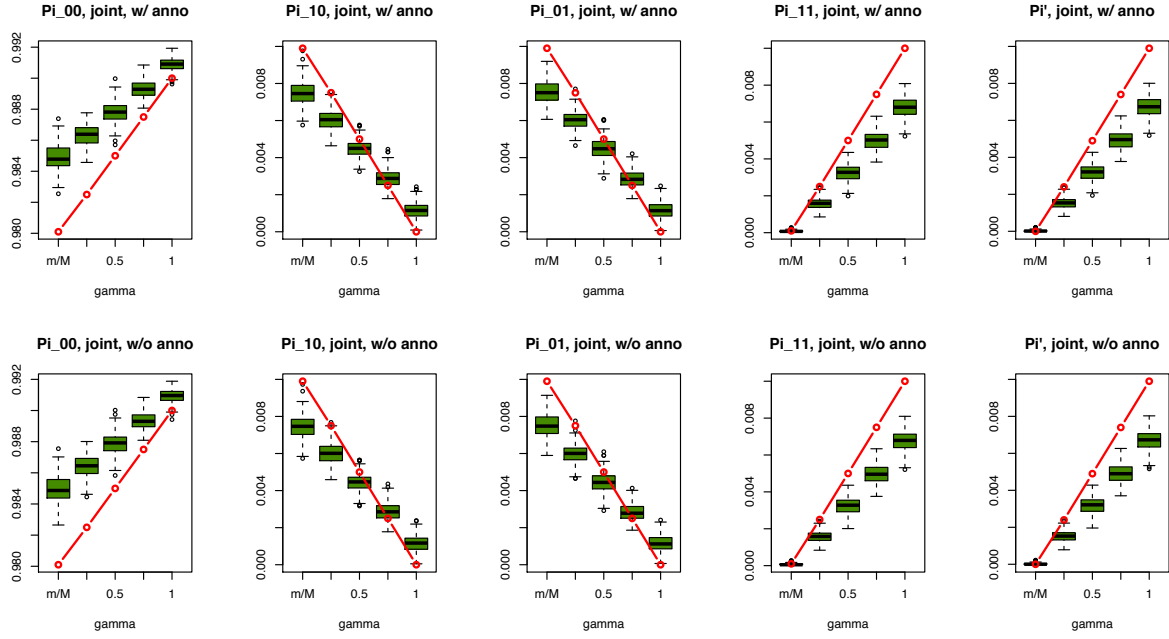 Pi_00, joint, w/ anno
0.980 0.984 0.988 0.992
m/M 0.5 1
gamma
Pi_10, joint, w/ anno
0.000 0.004 0.008
m/M 0.5 1
gamma
Pi_01, joint, w/ anno
0.000 0.004 0.008
m/M 0.5 1
gamma
Pi_11, joint, w/ anno
0.000 0.004 0.008
m/M 0.5 1
gamma
Pi', joint, w/ anno
0.000 0.004 0.008
m/M 0.5 1
gamma
Pi_00, joint, w/o anno
0.980 0.984 0.988 0.992
m/M 0.5 1
gamma
Pi_10, joint, w/o anno
0.000 0.004 0.008
m/M 0.5 1
gamma
Pi_01, joint, w/o anno
0.000 0.004 0.008
m/M 0.5 1
gamma
Pi_11, joint, w/o anno
0.000 0.004 0.008
m/M 0.5 1
gamma
Pi', joint, w/o anno
0.000 0.004 0.008
m/M 0.5 1
gamma